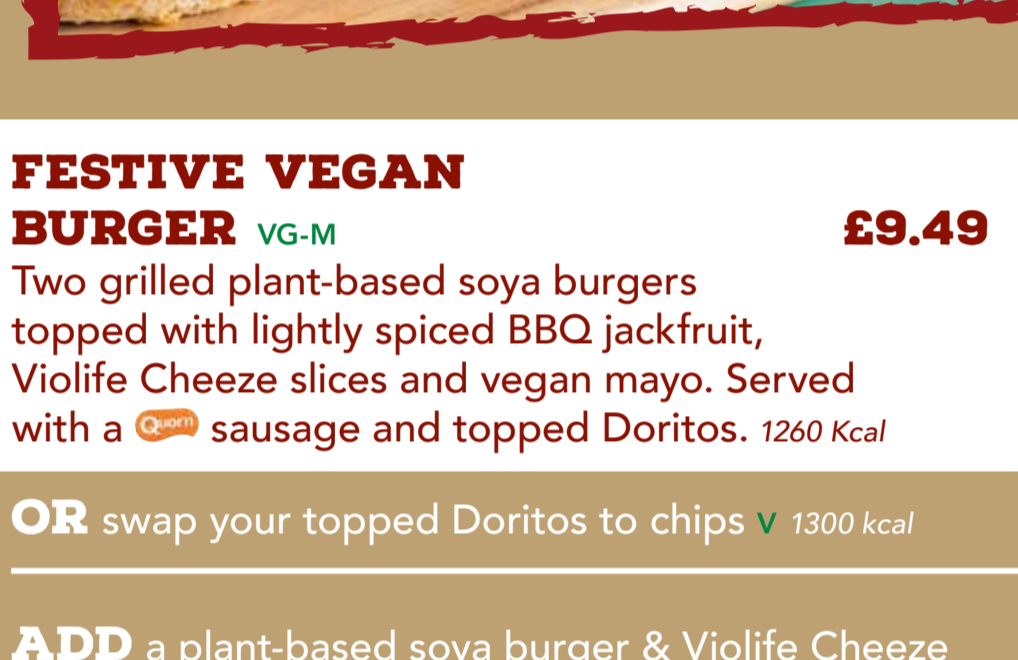 FESTIVE VEGAN
BURGER VG-M £9.49
Two grilled plant-based soya burgers
topped with lightly spiced BBQ jackfruit,
Violife Cheeze slices and vegan mayo. Served
with a Quorn sausage and topped Doritos. 1260 Kcal
OR swap your topped Doritos to chips V 1300 kcal
ADD a plant-based soya burger & Violife Cheeze